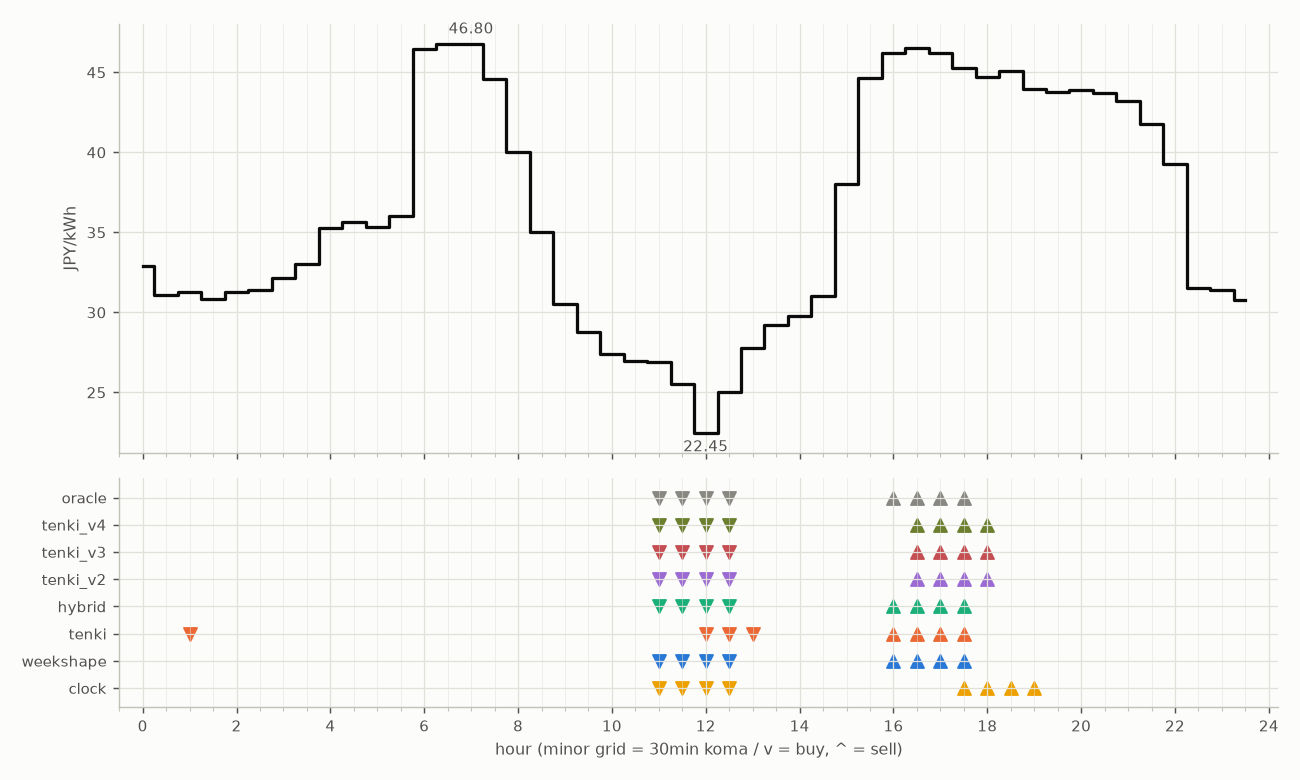 46.80
45
40
35
30
25
JPY/kWh
22.45
oracle
tenki_v4
tenki_v3
tenki_v2
hybrid
tenki
weekshape
clock
0 2 4 6 8 10 12 14 16 18 20 22 24
hour (minor grid = 30min koma / v = buy, ^ = sell)